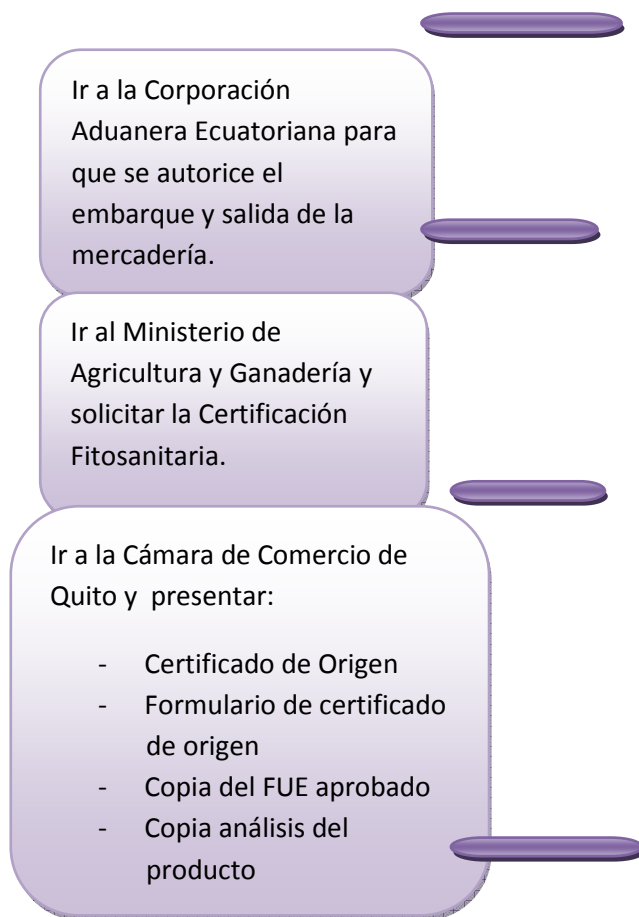 Ir a la Corporación
Aduanera Ecuatoriana para
que se autorice el
embarque y salida de la
mercadería.
Ir al Ministerio de
Agricultura y Ganadería y
solicitar la Certificación
Fitosanitaria.
Ir a la Cámara de Comercio de
Quito y  presentar:
- Certificado de Origen
- Formulario de certificado
de origen
- Copia del FUE aprobado
- Copia análisis del
producto